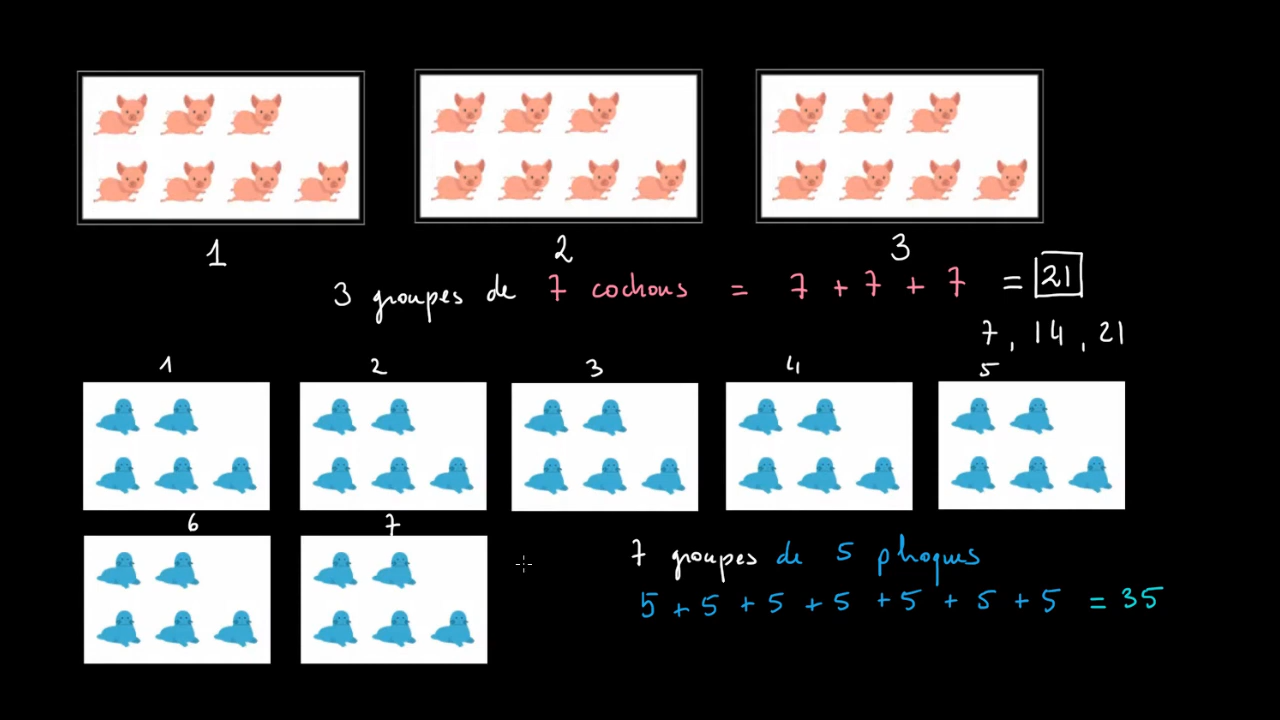 1 2 3
3 groupes de 7 cochons = 7 + 7 + 7 = 21
7, 14, 21
1 2 3 4 5
6 7
7 groupes de 5 phoques
5 + 5 + 5 + 5 + 5 + 5 + 5 = 35